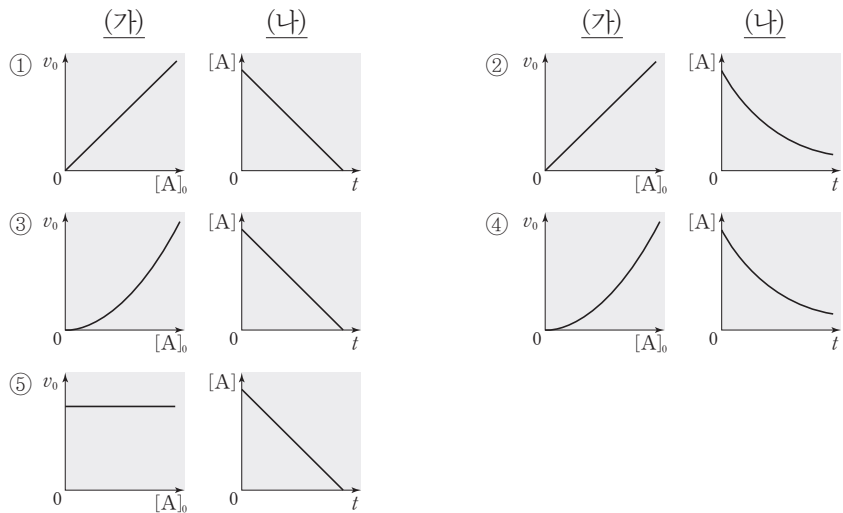 (가) (나) (가) (나)
① v₀ [A] ② v₀ [A]
0 [A]₀ 0 t 0 [A]₀ 0 t
③ v₀ [A] ④ v₀ [A]
0 [A]₀ 0 t 0 [A]₀ 0 t
⑤ v₀ [A]
0 [A]₀ 0 t